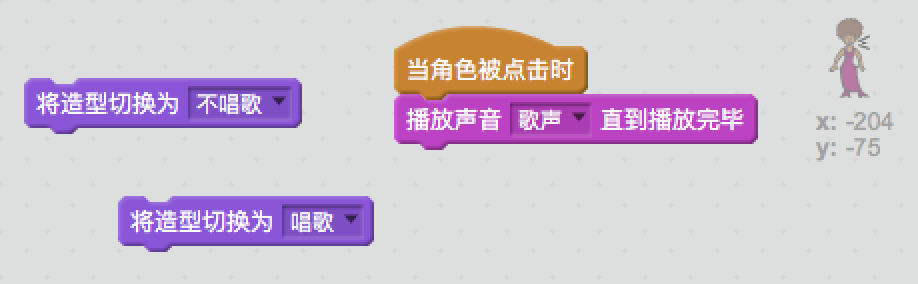 将造型切换为 不唱歌
当角色被点击时
播放声音 歌声 直到播放完毕
将造型切换为 唱歌
x: -204
y: -75